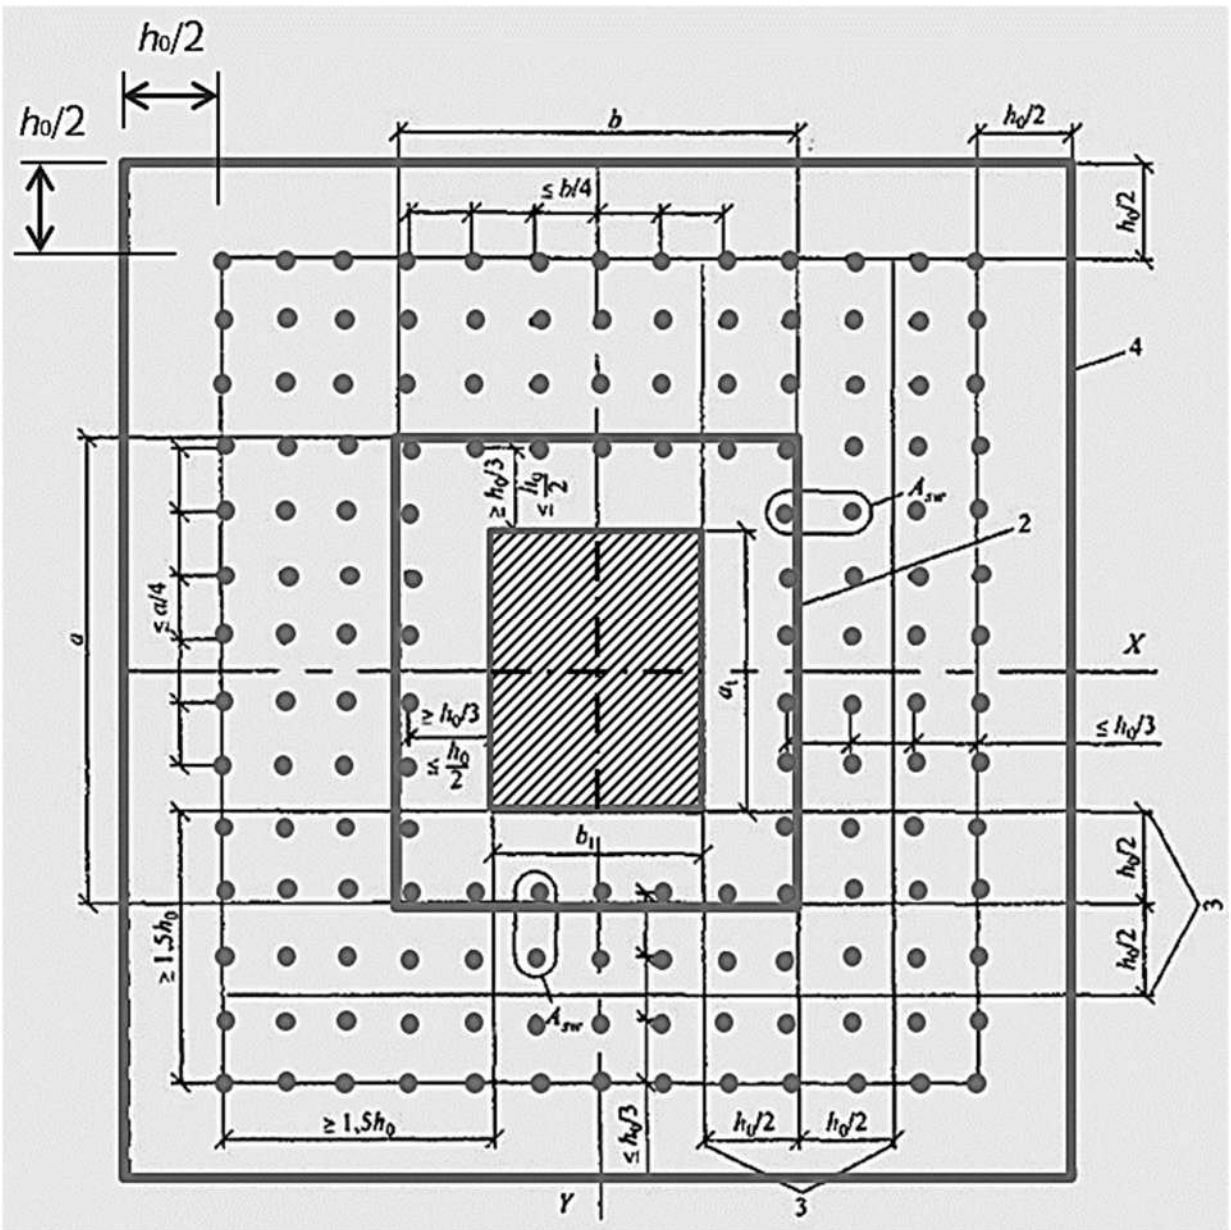 h₀/2
h₀/2
b
h₀/2
≤ b/4
h₀/2
4
≥ h₀/3
≤ h₀/2
Aₛw
2
≤ a/4
a
X
a₁
≥ h₀/3
≤ h₀/2
≤ h₀/3
b₁
h₀/2
3
≥ 1,5h₀
h₀/2
Aₛw
≥ 1,5h₀
≤ h₀/3
h₀/2
h₀/2
Y
3